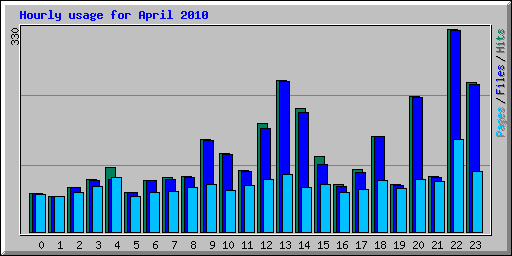 Hourly usage for April 2010
330
Pages / Files / Hits
0 1 2 3 4 5 6 7 8 9 10 11 12 13 14 15 16 17 18 19 20 21 22 23